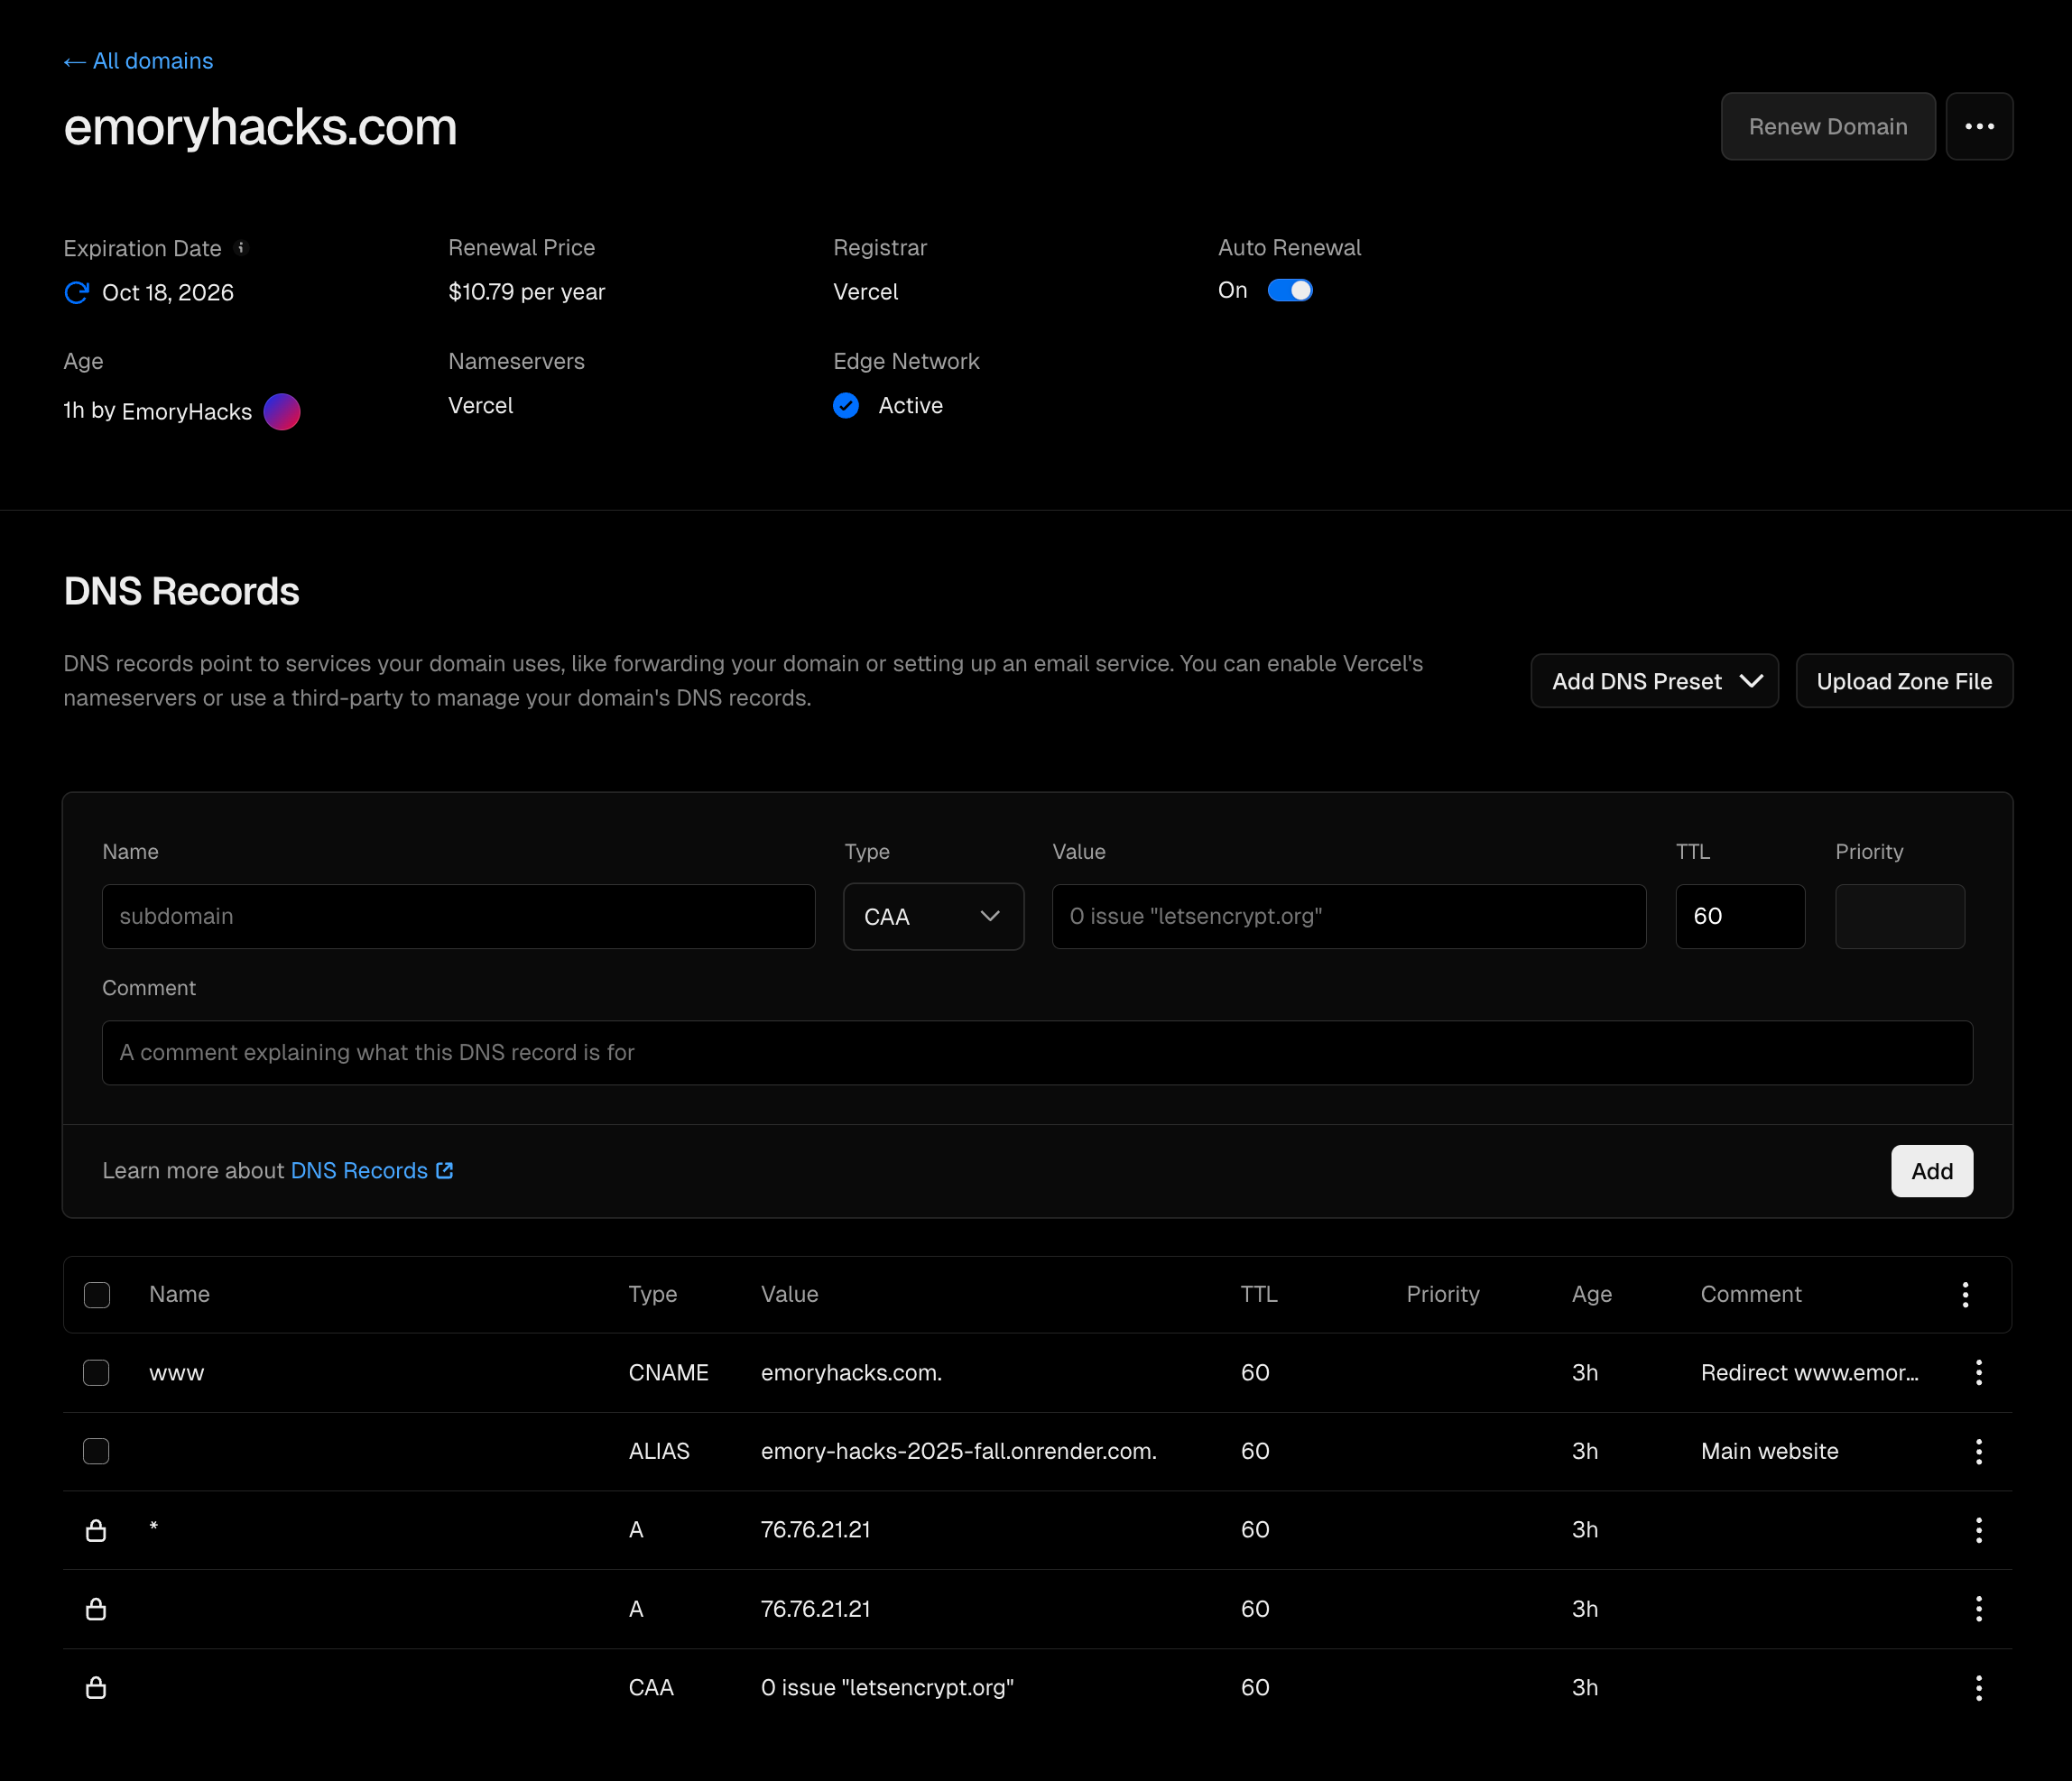 ← All domains
emoryhacks.com
Renew Domain
Expiration Date
Renewal Price
Registrar
Auto Renewal
Oct 18, 2026
$10.79 per year
Vercel
On
Age
Nameservers
Edge Network
1h by EmoryHacks
Vercel
Active
DNS Records
DNS records point to services your domain uses, like forwarding your domain or setting up an email service. You can enable Vercel's
nameservers or use a third-party to manage your domain's DNS records.
Add DNS Preset
Upload Zone File
Name Type Value TTL Priority
subdomain CAA 0 issue "letsencrypt.org" 60
Comment
A comment explaining what this DNS record is for
Learn more about DNS Records
Add
Name Type Value TTL Priority Age Comment
www CNAME emoryhacks.com. 60 3h Redirect www.emor...
ALIAS emory-hacks-2025-fall.onrender.com. 60 3h Main website
* A 76.76.21.21 60 3h
A 76.76.21.21 60 3h
CAA 0 issue "letsencrypt.org" 60 3h